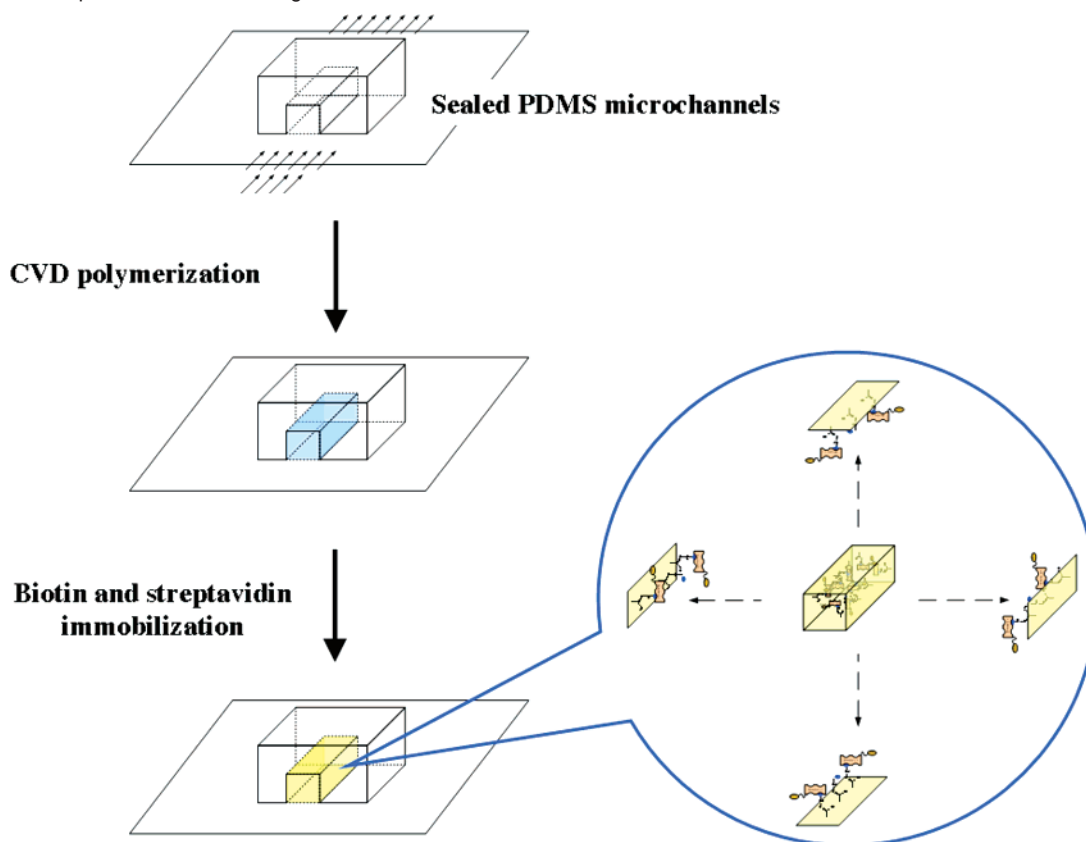 Sealed PDMS microchannels
CVD polymerization
Biotin and streptavidin
immobilization